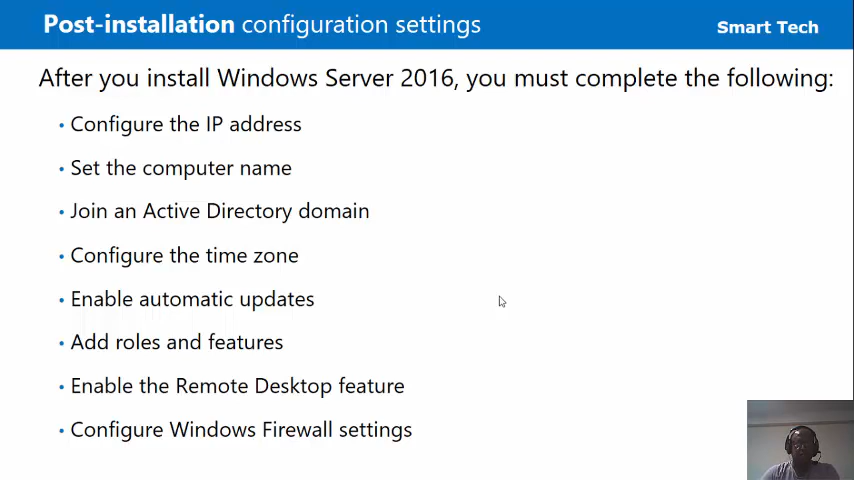 Post-installation configuration settings
Smart Tech
After you install Windows Server 2016, you must complete the following:
• Configure the IP address
• Set the computer name
• Join an Active Directory domain
• Configure the time zone
• Enable automatic updates
• Add roles and features
• Enable the Remote Desktop feature
• Configure Windows Firewall settings